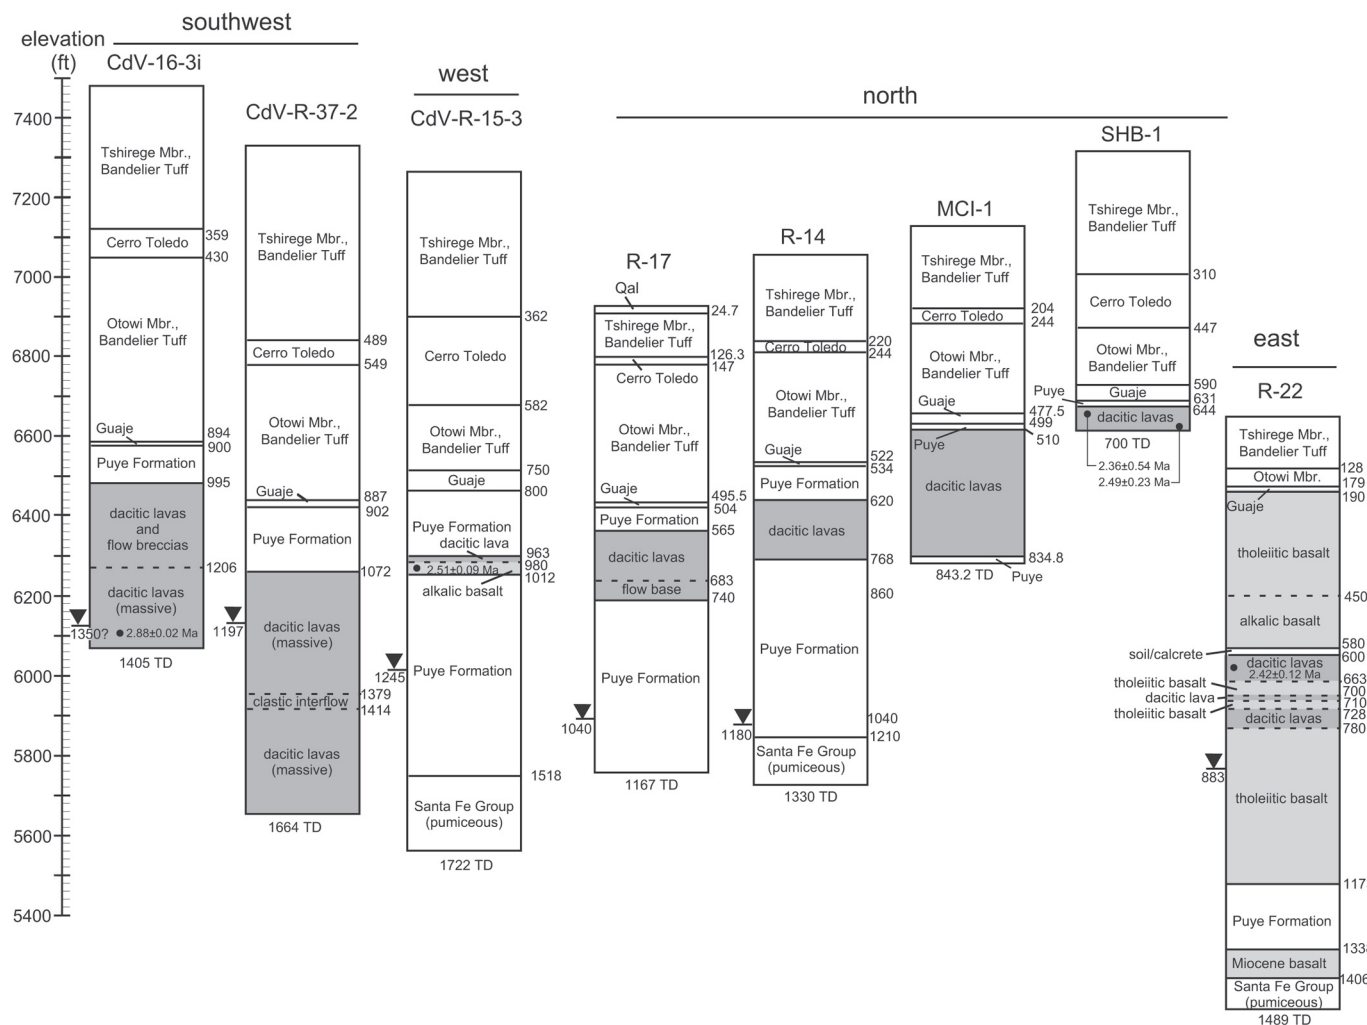 elevation
(ft)
7400
7200
7000
6800
6600
6400
6200
6000
5800
5600
5400
southwest
CdV-16-3i
Tshirege Mbr.,
Bandelier Tuff
359
Cerro Toledo
430
Otowi Mbr.,
Bandelier Tuff
Guaje
894
900
Puye Formation
995
dacitic lavas
and
flow breccias
1206
dacitic lavas
(massive)
1350?
2.88±0.02 Ma
1405 TD
CdV-R-37-2
Tshirege Mbr.,
Bandelier Tuff
489
Cerro Toledo
549
Otowi Mbr.,
Bandelier Tuff
Guaje
887
902
Puye Formation
1072
1197
dacitic lavas
(massive)
1379
clastic interflow
1414
dacitic lavas
(massive)
1664 TD
west
CdV-R-15-3
Tshirege Mbr.,
Bandelier Tuff
362
Cerro Toledo
582
Otowi Mbr.,
Bandelier Tuff
750
Guaje
800
Puye Formation
dacitic lava
963
980
2.51±0.09 Ma
1012
alkalic basalt
1245
Puye Formation
1518
Santa Fe Group
(pumiceous)
1722 TD
north
R-17
Qal
24.7
Tshirege Mbr.,
Bandelier Tuff
126.3
147
Cerro Toledo
Otowi Mbr.,
Bandelier Tuff
Guaje
495.5
504
Puye Formation
565
dacitic lavas
683
flow base
740
Puye Formation
1040
1167 TD
R-14
Tshirege Mbr.,
Bandelier Tuff
220
Cerro Toledo
244
Otowi Mbr.,
Bandelier Tuff
Guaje
522
534
Puye Formation
620
dacitic lavas
768
860
Puye Formation
1040
1180
1210
Santa Fe Group
(pumiceous)
1330 TD
MCI-1
Tshirege Mbr.,
Bandelier Tuff
204
Cerro Toledo
244
Otowi Mbr.,
Bandelier Tuff
Guaje
477.5
499
Puye
510
dacitic lavas
834.8
843.2 TD
Puye
SHB-1
Tshirege Mbr.,
Bandelier Tuff
310
Cerro Toledo
447
Otowi Mbr.,
Bandelier Tuff
590
Puye
Guaje
631
644
dacitic lavas
700 TD
2.36±0.54 Ma
2.49±0.23 Ma
east
R-22
Tshirege Mbr.,
Bandelier Tuff
128
Otowi Mbr.
179
190
Guaje
tholeiitic basalt
450
alkalic basalt
580
soil/calcrete
600
dacitic lavas
2.42±0.12 Ma
663
tholeiitic basalt
700
dacitic lava
710
tholeiitic basalt
728
dacitic lavas
780
883
tholeiitic basalt
117
Puye Formation
1338
Miocene basalt
1406
Santa Fe Group
(pumiceous)
1489 TD